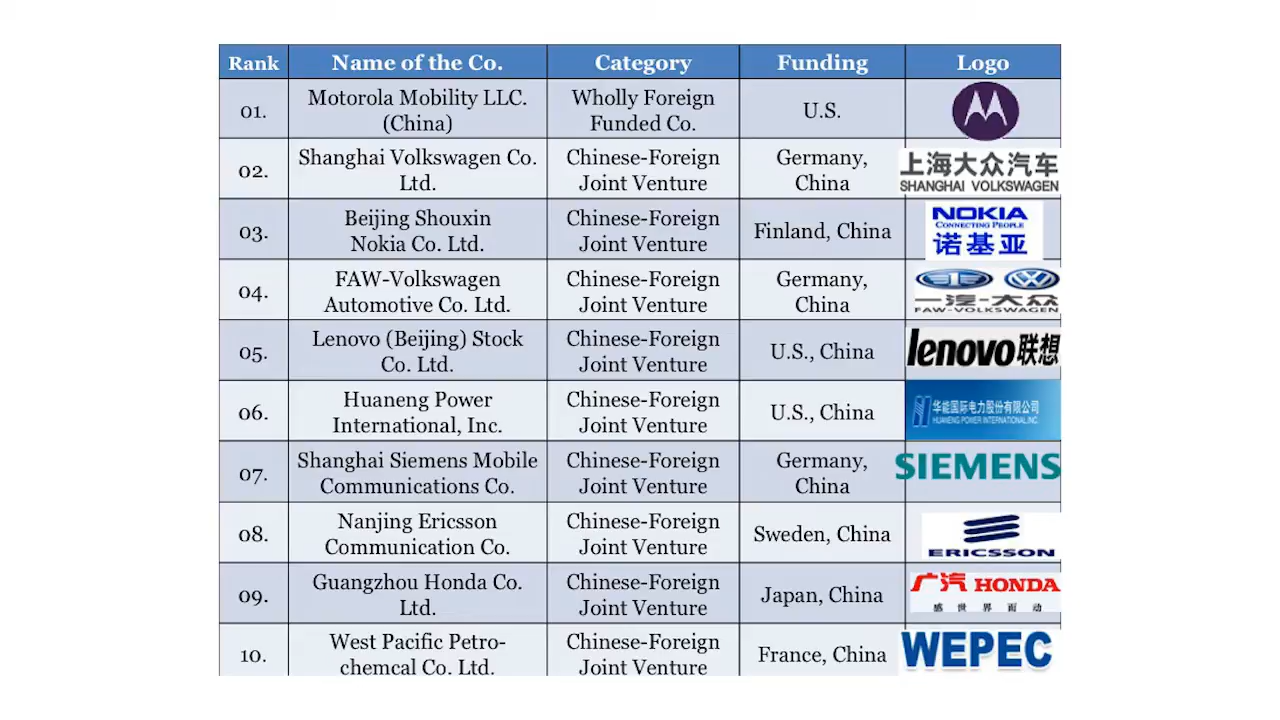 Rank Name of the Co. Category Funding Logo
01. Motorola Mobility LLC. (China) Wholly Foreign Funded Co. U.S.
02. Shanghai Volkswagen Co. Ltd. Chinese-Foreign Joint Venture Germany, China
上海大众汽车
SHANGHAI VOLKSWAGEN
03. Beijing Shouxin Nokia Co. Ltd. Chinese-Foreign Joint Venture Finland, China
NOKIA
CONNECTING PEOPLE
诺基亚
04. FAW-Volkswagen Automotive Co. Ltd. Chinese-Foreign Joint Venture Germany, China
一汽-大众
FAW-VOLKSWAGEN
05. Lenovo (Beijing) Stock Co. Ltd. Chinese-Foreign Joint Venture U.S., China
lenovo联想
06. Huaneng Power International, Inc. Chinese-Foreign Joint Venture U.S., China
华能国际电力股份有限公司
HUANENG POWER INTERNATIONAL,INC.
07. Shanghai Siemens Mobile Communications Co. Chinese-Foreign Joint Venture Germany, China
SIEMENS
08. Nanjing Ericsson Communication Co. Chinese-Foreign Joint Venture Sweden, China
ERICSSON
09. Guangzhou Honda Co. Ltd. Chinese-Foreign Joint Venture Japan, China
广汽 HONDA
感 世 界 而 动
10. West Pacific Petro-chemcal Co. Ltd. Chinese-Foreign Joint Venture France, China
WEPEC